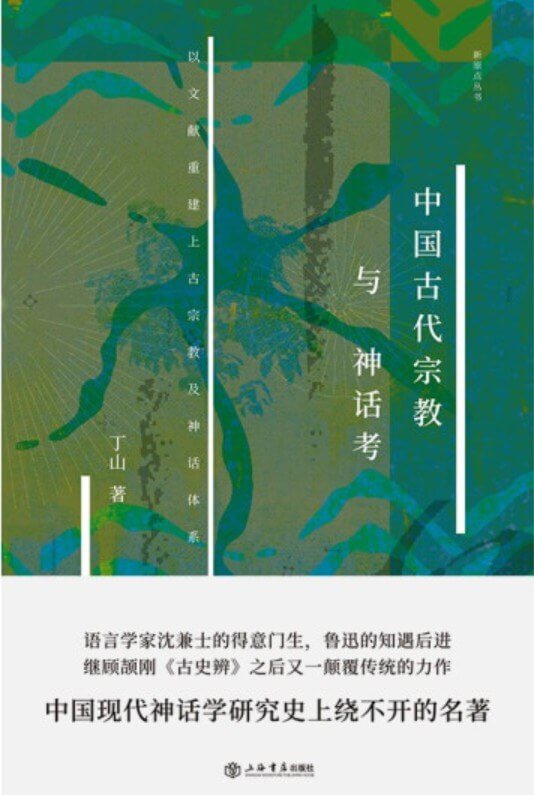 新原点丛书
中国古代宗教
与 神话考
以文献重建上古宗教及神话体系
丁山 著
语言学家沈兼士的得意门生，鲁迅的知遇后进
继顾颉刚《古史辨》之后又一颠覆传统的力作
中国现代神话学研究史上绕不开的名著
上海书店出版社